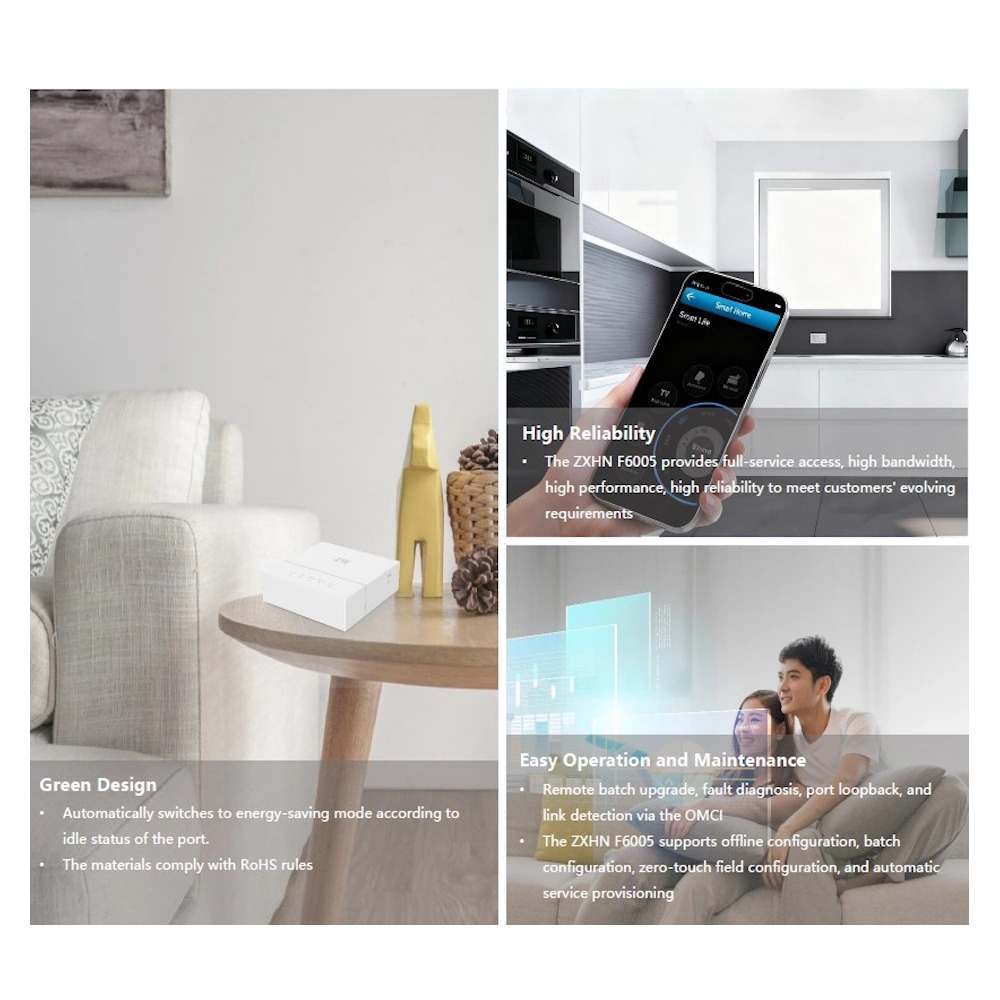 Green Design
• Automatically switches to energy-saving mode according to
idle status of the port.
• The materials comply with RoHS rules
Smart Home
Smart Life
TV
High Reliability
• The ZXHN F6005 provides full-service access, high bandwidth,
high performance, high reliability to meet customers' evolving
requirements
Easy Operation and Maintenance
• Remote batch upgrade, fault diagnosis, port loopback, and
link detection via the OMCI
• The ZXHN F6005 supports offline configuration, batch
configuration, zero-touch field configuration, and automatic
service provisioning